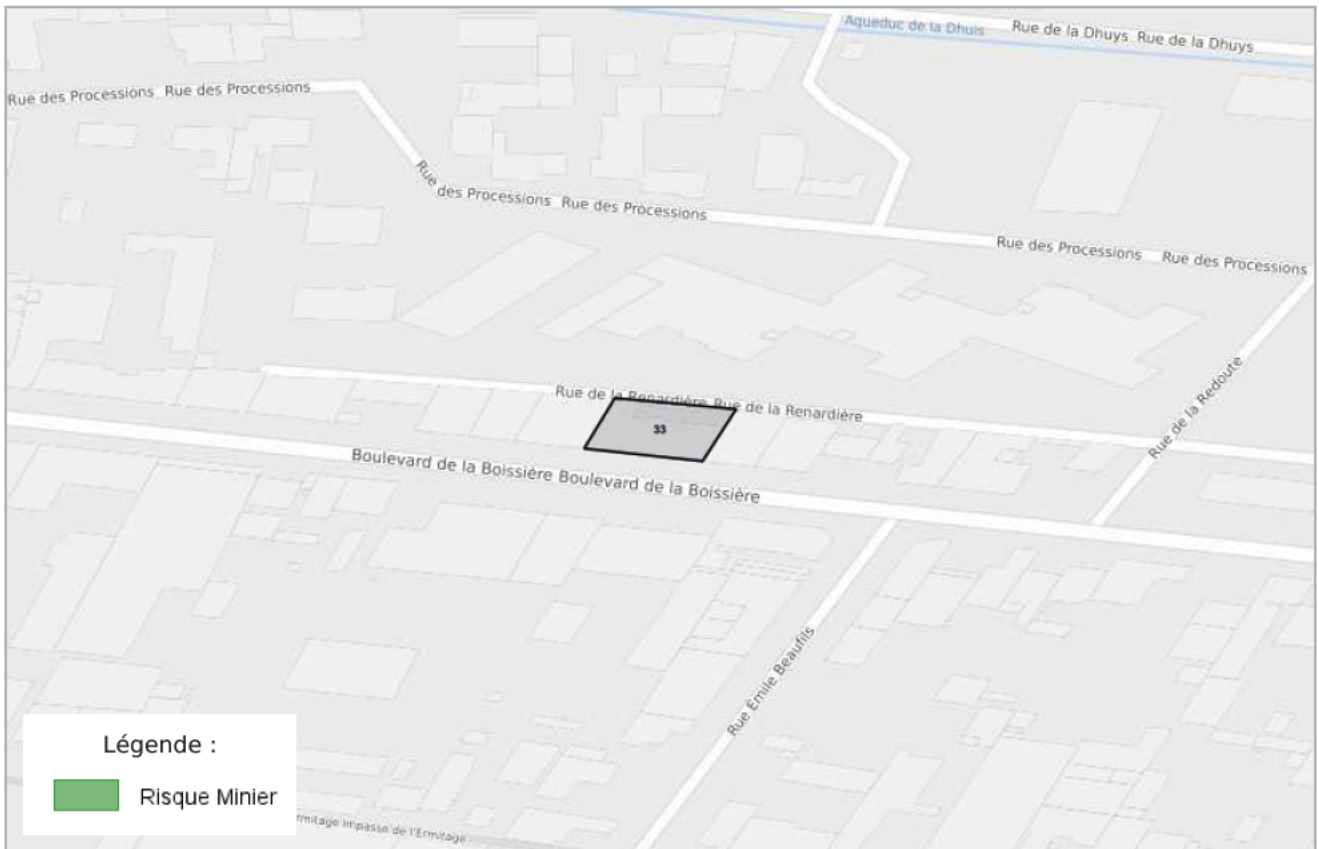 Aqueduc de la Dhuis
Rue de la Dhuys Rue de la Dhuys
Rue des Processions Rue des Processions
Rue des Processions Rue des Processions
Rue des Processions Rue des Processions
Rue de la Renardière Rue de la Renardière
33
Rue de la Redoute
Boulevard de la Boissière Boulevard de la Boissière
Rue Émile Beaufils
Légende :
Risque Minier
Impasse de l'Ermitage